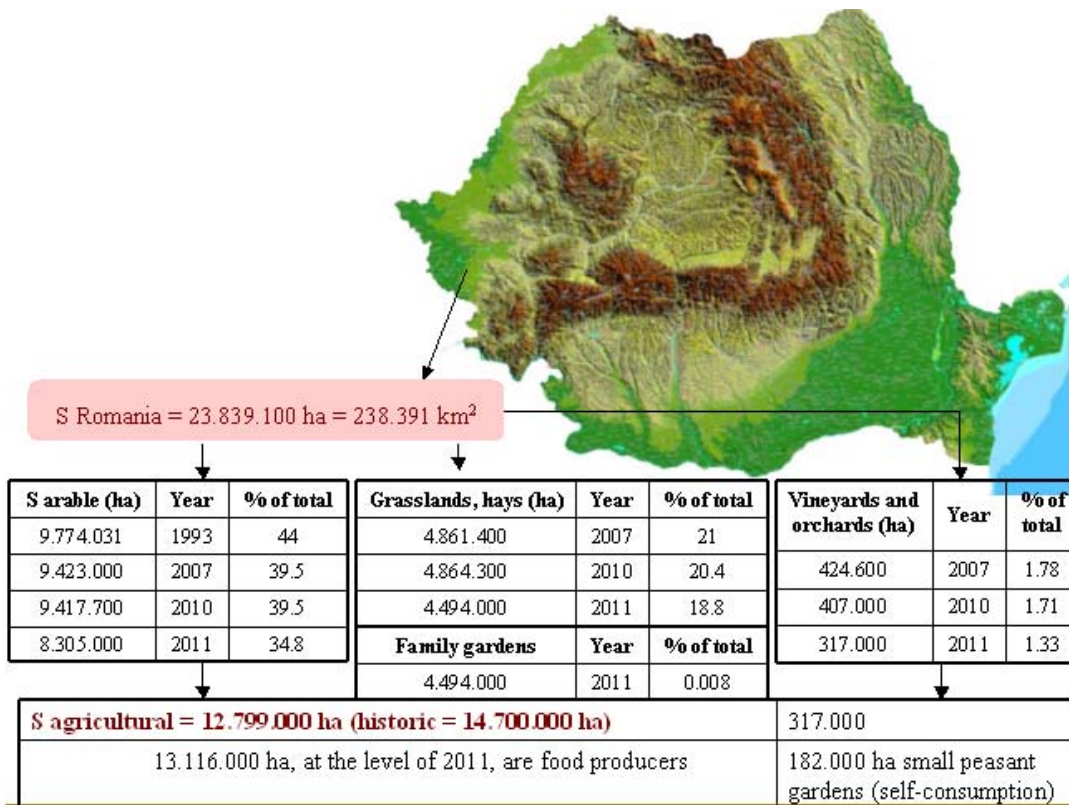 S Romania = 23.839.100 ha = 238.391 km²
S arable (ha) Year % of total
9.774.031 1993 44
9.423.000 2007 39.5
9.417.700 2010 39.5
8.305.000 2011 34.8
Grasslands, hays (ha) Year % of total
4.861.400 2007 21
4.864.300 2010 20.4
4.494.000 2011 18.8
Family gardens Year % of total
4.494.000 2011 0.008
Vineyards and
orchards (ha) Year % of
total
424.600 2007 1.78
407.000 2010 1.71
317.000 2011 1.33
S agricultural = 12.799.000 ha (historic = 14.700.000 ha) 317.000
13.116.000 ha, at the level of 2011, are food producers
182.000 ha small peasant
gardens (self-consumption)